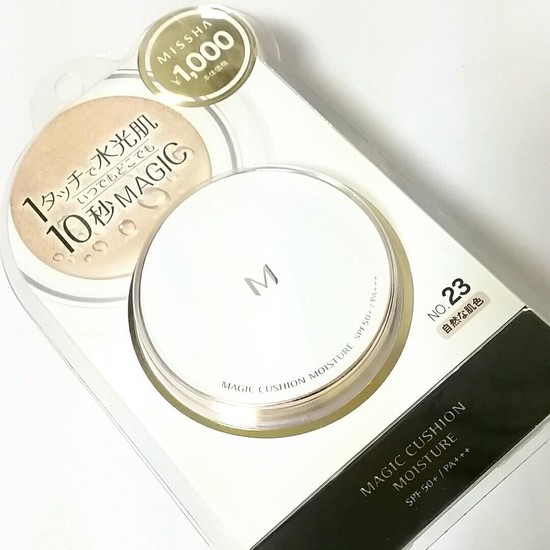 MISSHA
¥1,000
本体価格
1タッチで水光肌
いつでもどこでも
10秒MAGIC
M
MAGIC CUSHION MOISTURE SPF50+ / PA+++
NO.23
自然な肌色
MAGIC CUSHION
MOISTURE
SPF50+ / PA+++